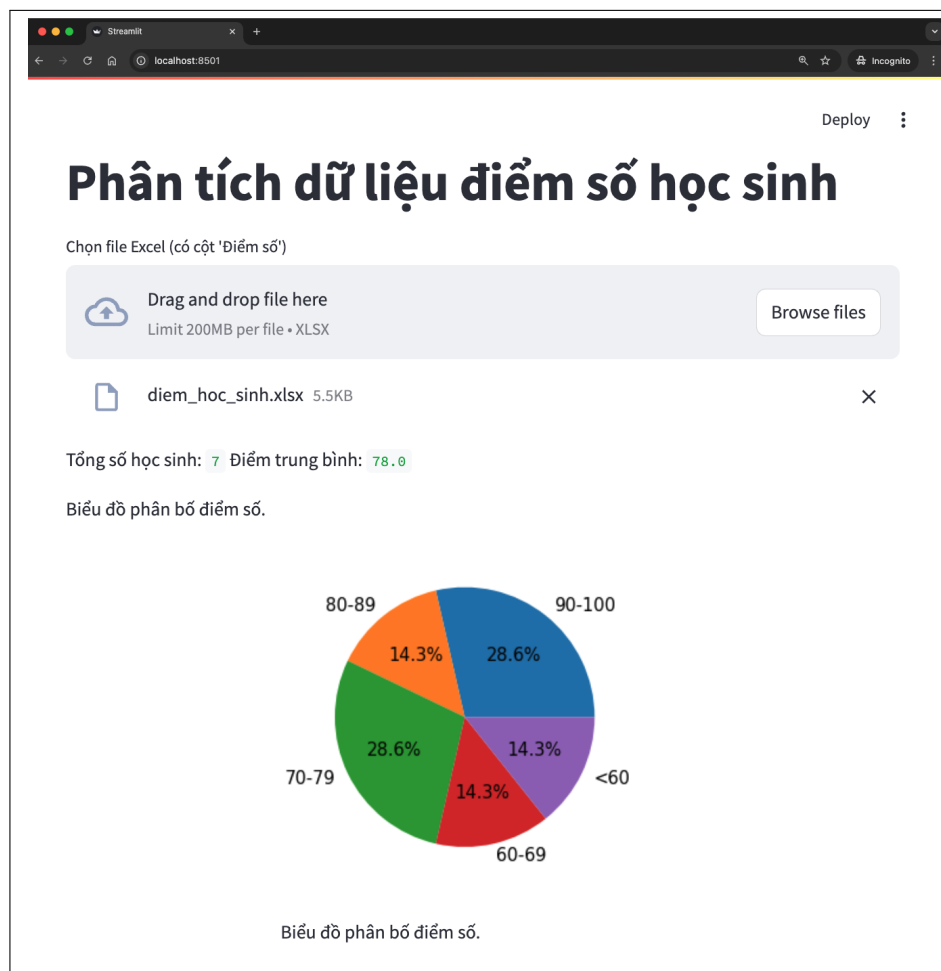 Streamlit
localhost:8501
Incognito
Deploy
Phân tích dữ liệu điểm số học sinh
Chọn file Excel (có cột 'Điểm số')
Drag and drop file here
Browse files
Limit 200MB per file • XLSX
diem_hoc_sinh.xlsx 5.5KB
Tổng số học sinh: 7 Điểm trung bình: 78.0
Biểu đồ phân bố điểm số.
80-89
90-100
14.3%
28.6%
28.6%
14.3%
70-79
<60
14.3%
60-69
Biểu đồ phân bố điểm số.